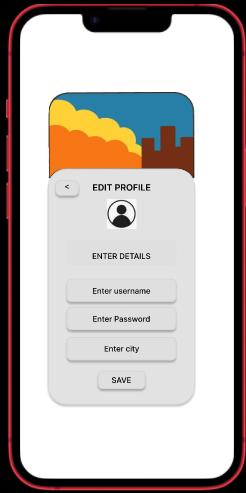 <
EDIT PROFILE
ENTER DETAILS
Enter username
Enter Password
Enter city
SAVE